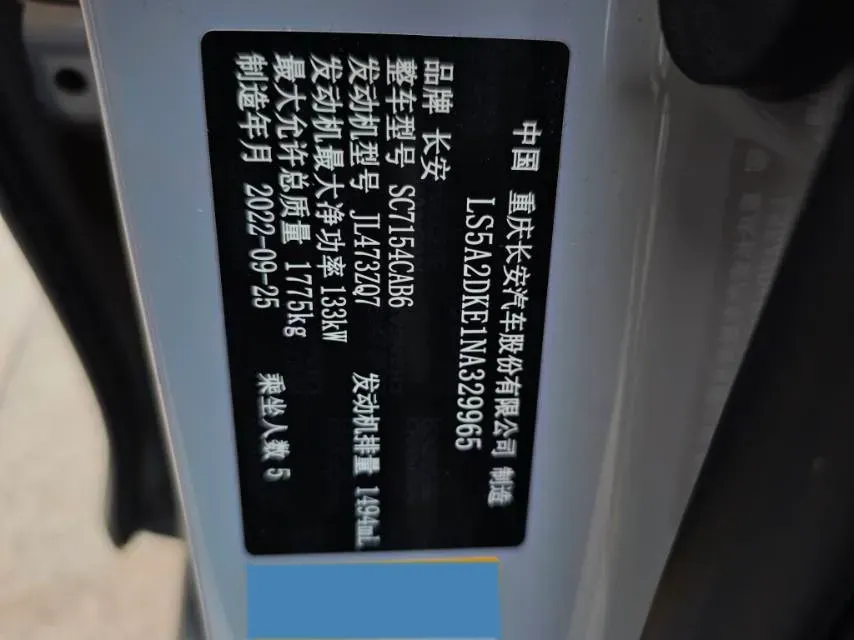 中国 重庆长安汽车股份有限公司 制造
LS5A2DKE1NA329965
品牌 长安
整车型号 SC7154CAB6
发动机型号 JL473ZQ7 发动机排量 1494mL
发动机最大净功率 133kW
最大允许总质量 1775kg
制造年月 2022-09-25 乘坐人数 5